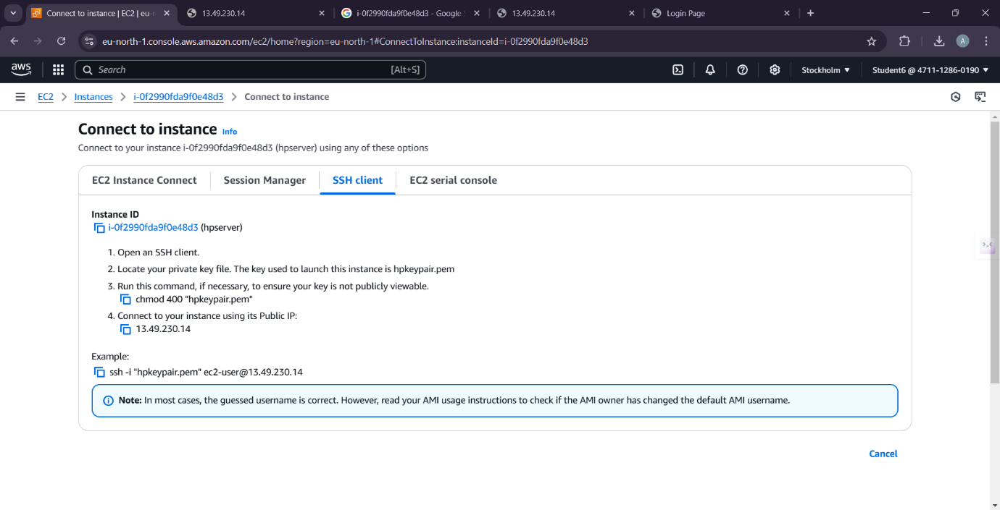 Connect to instance | EC2 | eu-n
13.49.230.14
i-0f2990fda9f0e48d3 - Google S
13.49.230.14
Login Page
eu-north-1.console.aws.amazon.com/ec2/home?region=eu-north-1#ConnectToInstance:instanceId=i-0f2990fda9f0e48d3
A
aws
Search
[Alt+S]
Stockholm
Student6 @ 4711-1286-0190
EC2
Instances
i-0f2990fda9f0e48d3
Connect to instance
Connect to instance Info
Connect to your instance i-0f2990fda9f0e48d3 (hpserver) using any of these options
EC2 Instance Connect
Session Manager
SSH client
EC2 serial console
Instance ID
i-0f2990fda9f0e48d3 (hpserver)
1. Open an SSH client.
2. Locate your private key file. The key used to launch this instance is hpkeypair.pem
3. Run this command, if necessary, to ensure your key is not publicly viewable.
chmod 400 "hpkeypair.pem"
4. Connect to your instance using its Public IP:
13.49.230.14
Example:
ssh -i "hpkeypair.pem" ec2-user@13.49.230.14
Note: In most cases, the guessed username is correct. However, read your AMI usage instructions to check if the AMI owner has changed the default AMI username.
Cancel